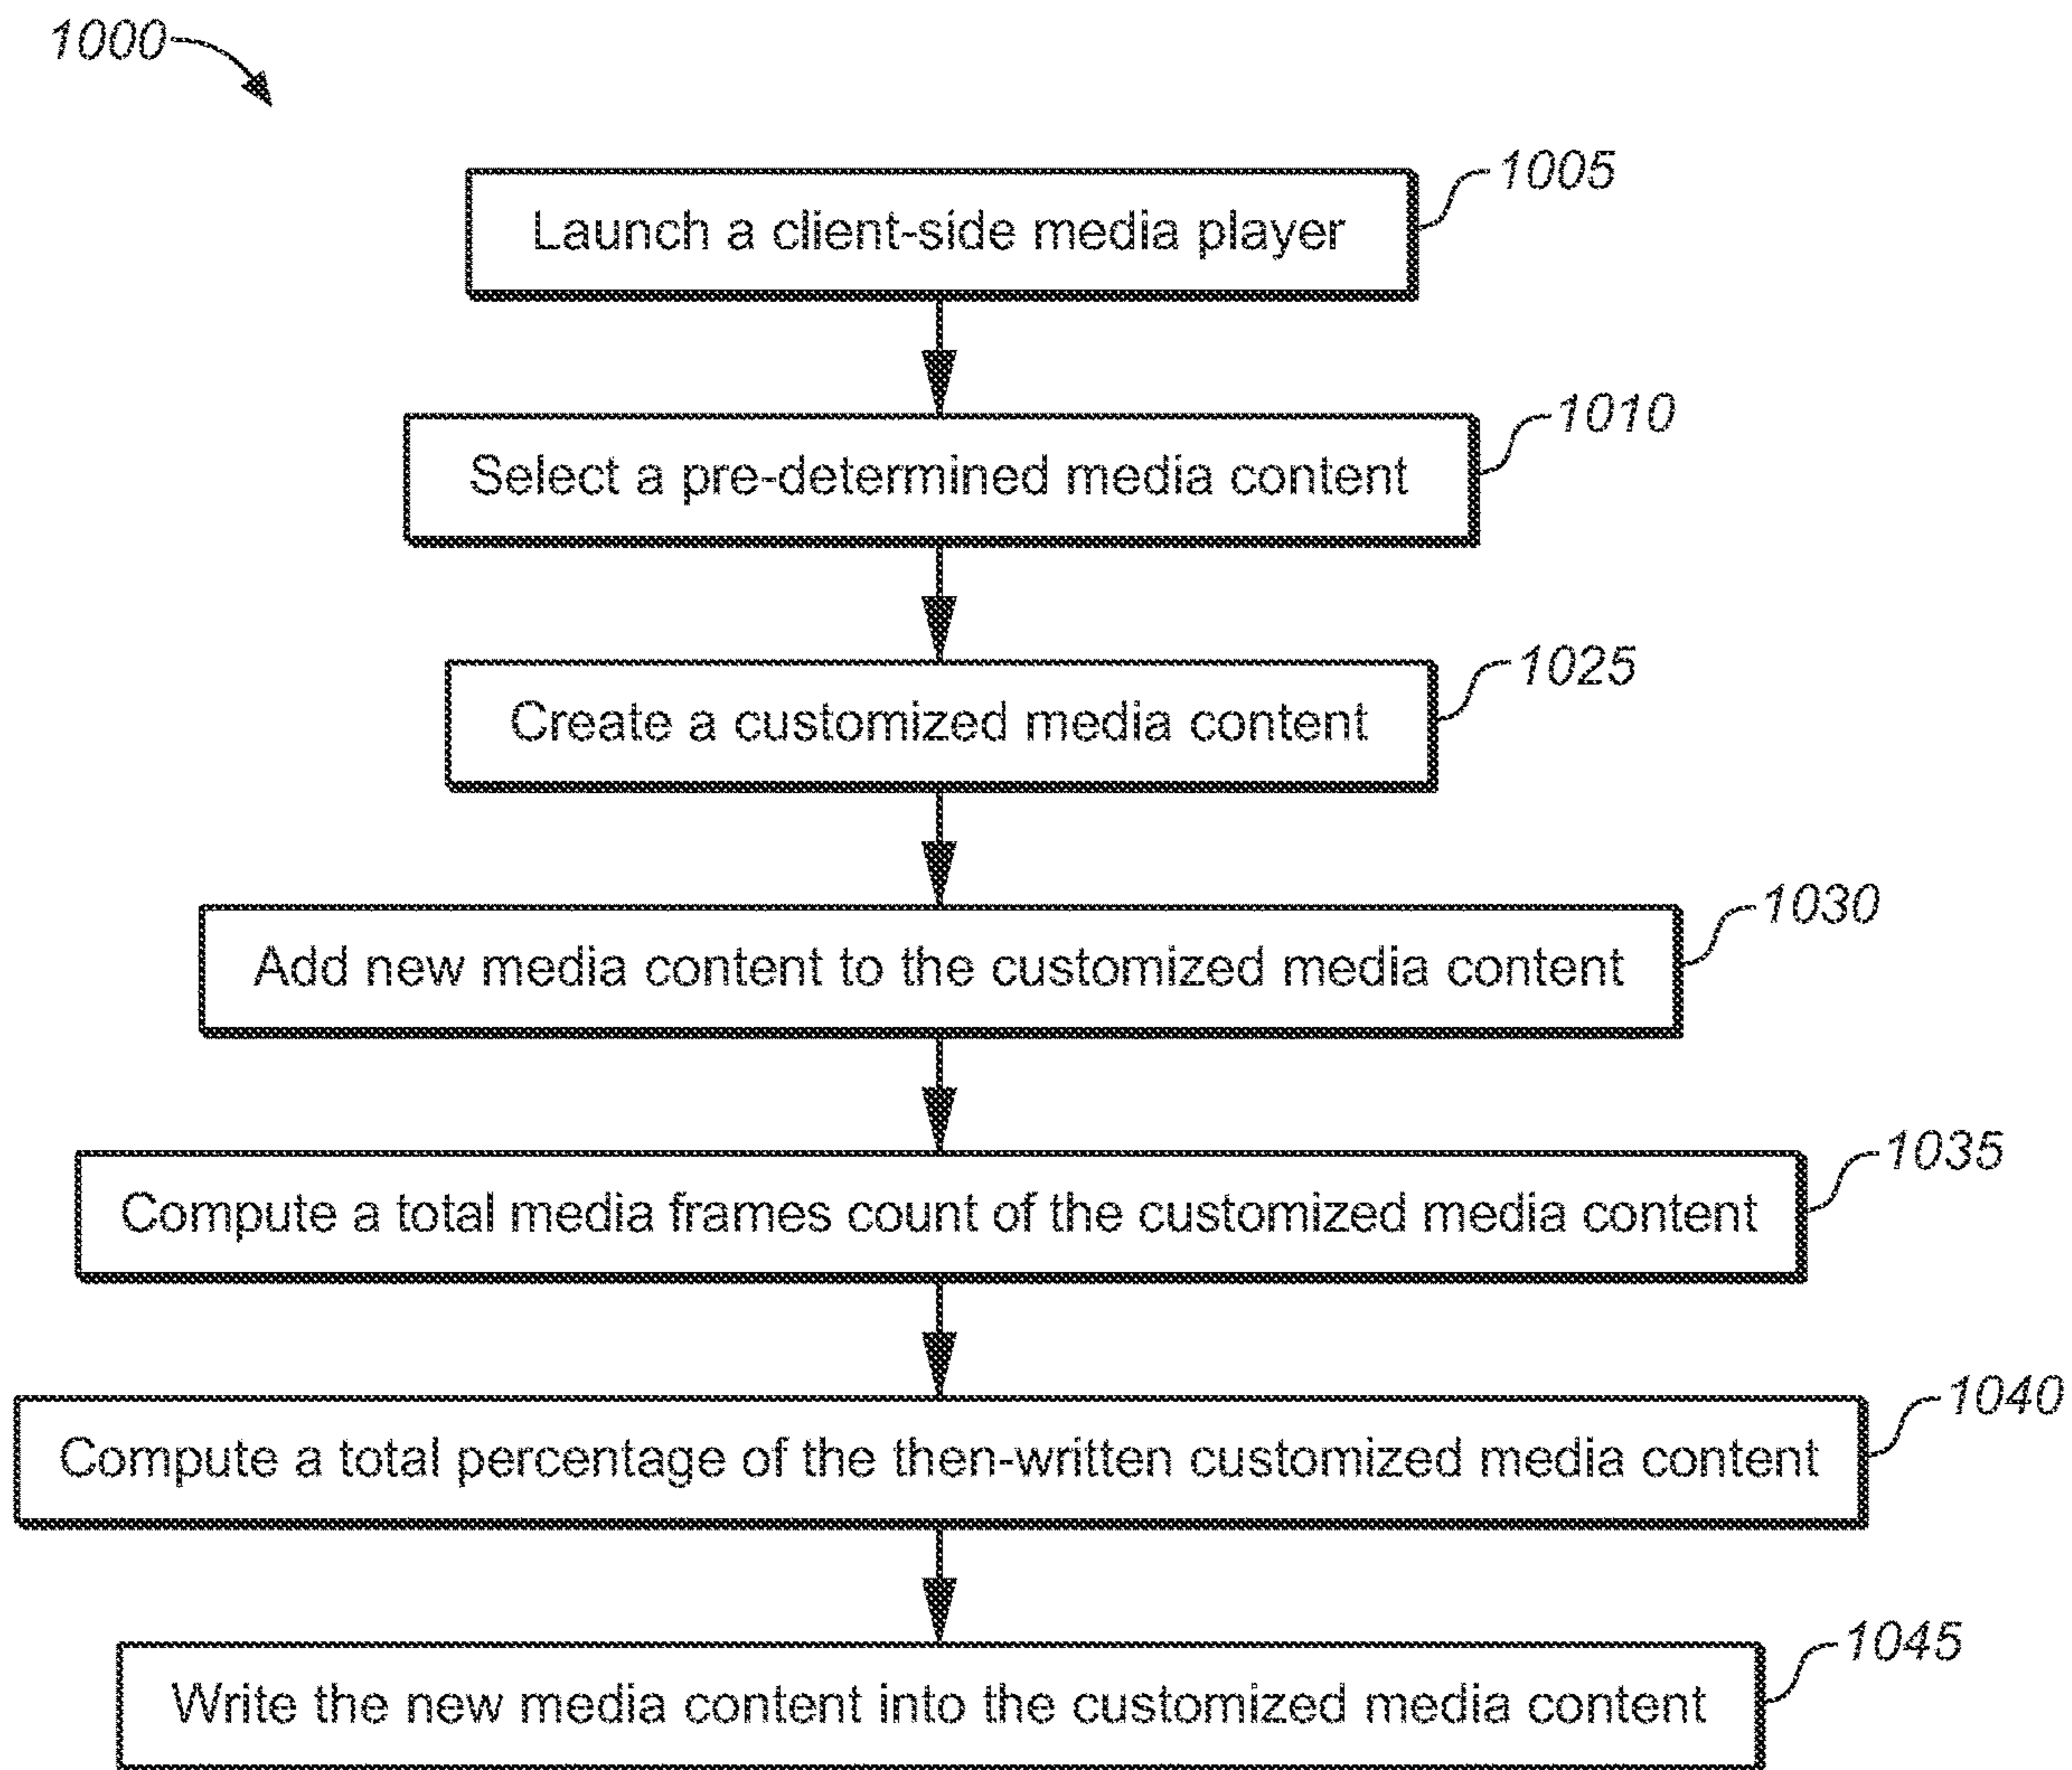 1000
1005
Launch a client-side media player
1010
Select a pre-determined media content
1025
Create a customized media content
1030
Add new media content to the customized media content
1035
Compute a total media frames count of the customized media content
1040
Compute a total percentage of the then-written customized media content
1045
Write the new media content into the customized media content